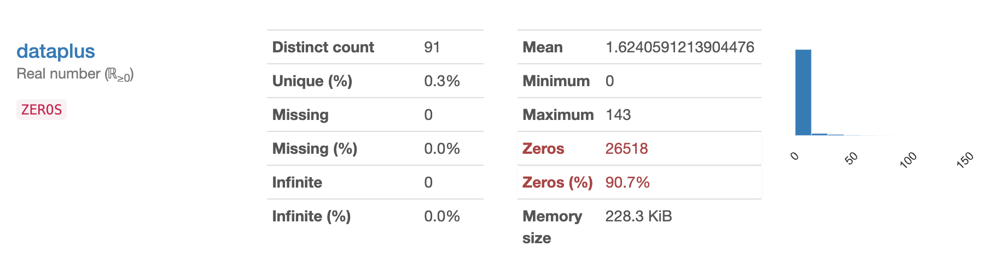 dataplus
Real number (ℝ≥0)
ZEROS
Distinct count 91
Unique (%) 0.3%
Missing 0
Missing (%) 0.0%
Infinite 0
Infinite (%) 0.0%
Mean 1.6240591213904476
Minimum 0
Maximum 143
Zeros 26518
Zeros (%) 90.7%
Memory 228.3 KiB
size
0 50 100 150